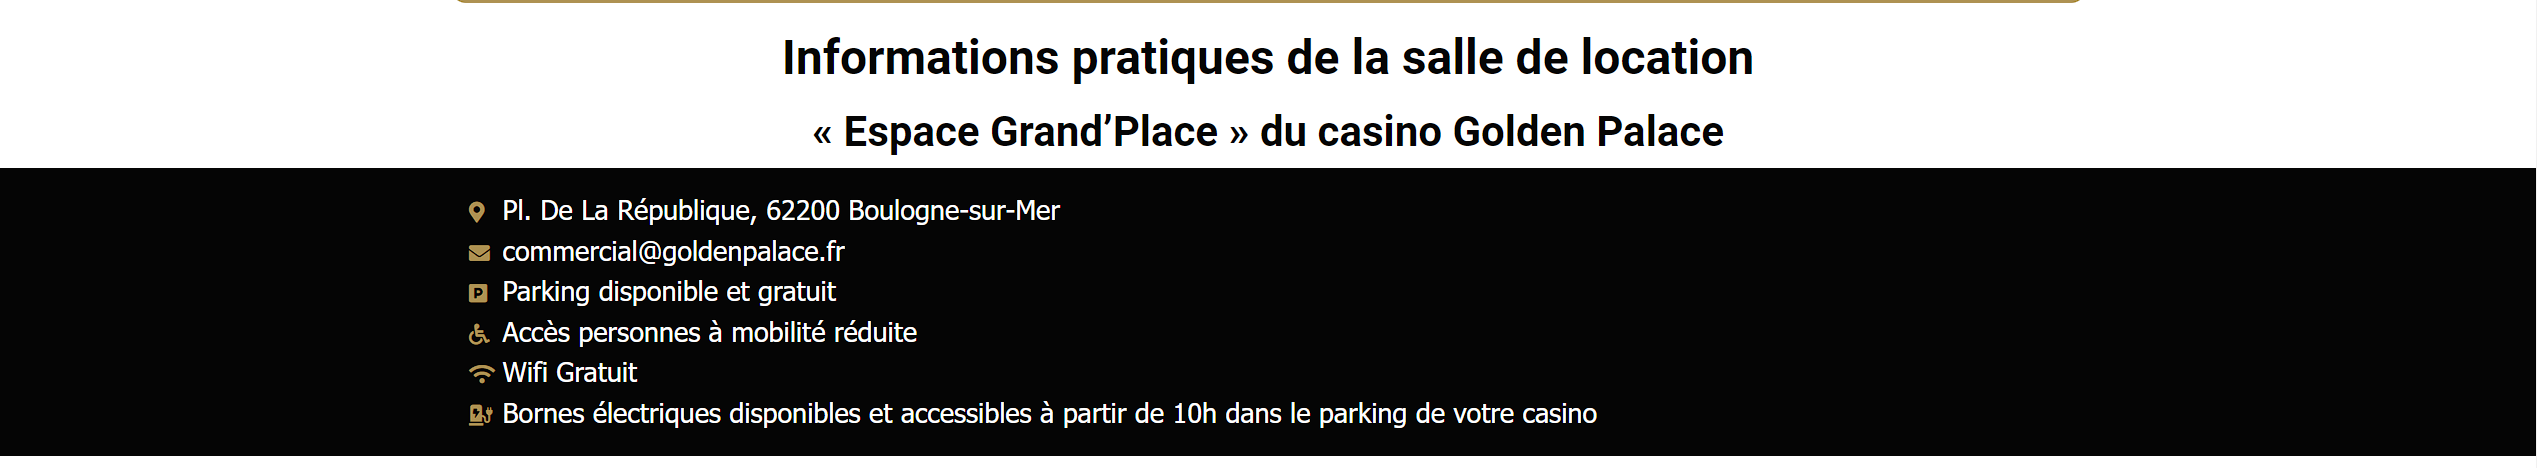 Informations pratiques de la salle de location
« Espace Grand’Place » du casino Golden Palace
Pl. De La République, 62200 Boulogne-sur-Mer
commercial@goldenpalace.fr
Parking disponible et gratuit
Accès personnes à mobilité réduite
Wifi Gratuit
Bornes électriques disponibles et accessibles à partir de 10h dans le parking de votre casino